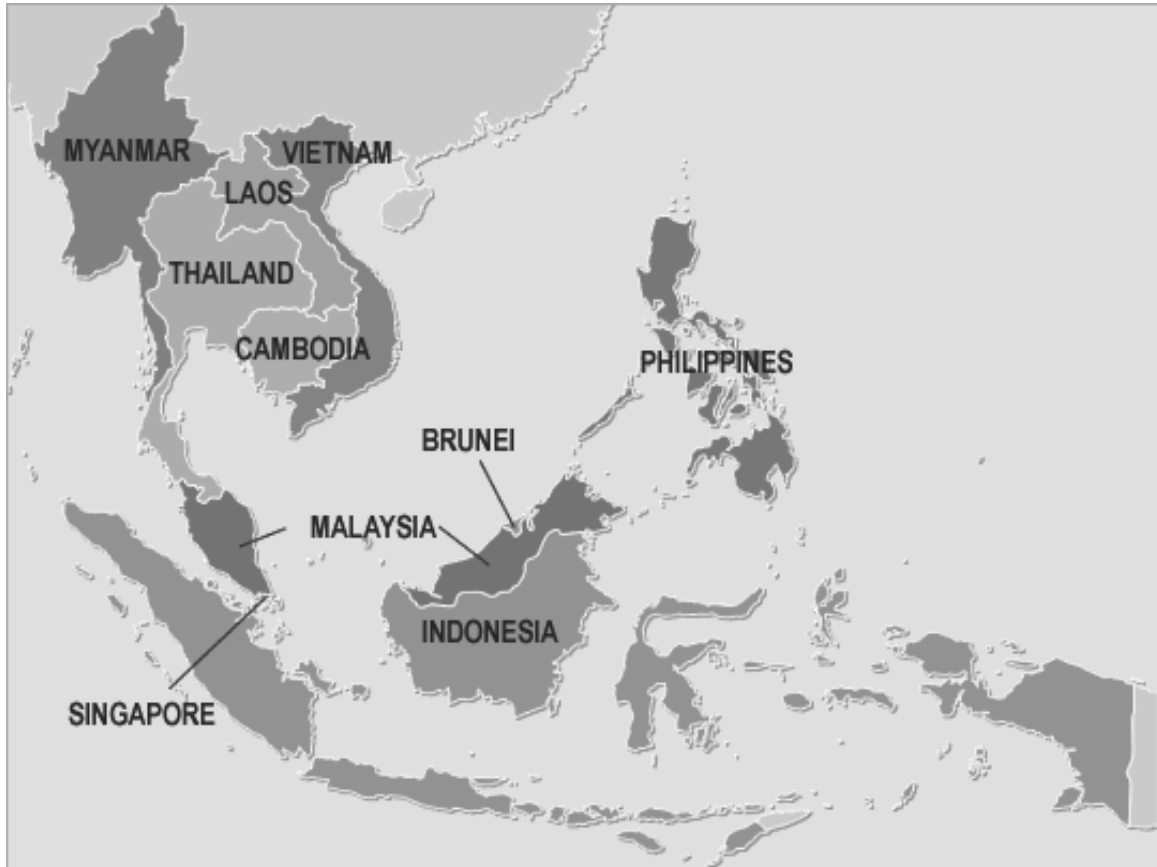 MYANMAR
VIETNAM
LAOS
THAILAND
CAMBODIA
PHILIPPINES
BRUNEI
MALAYSIA
INDONESIA
SINGAPORE